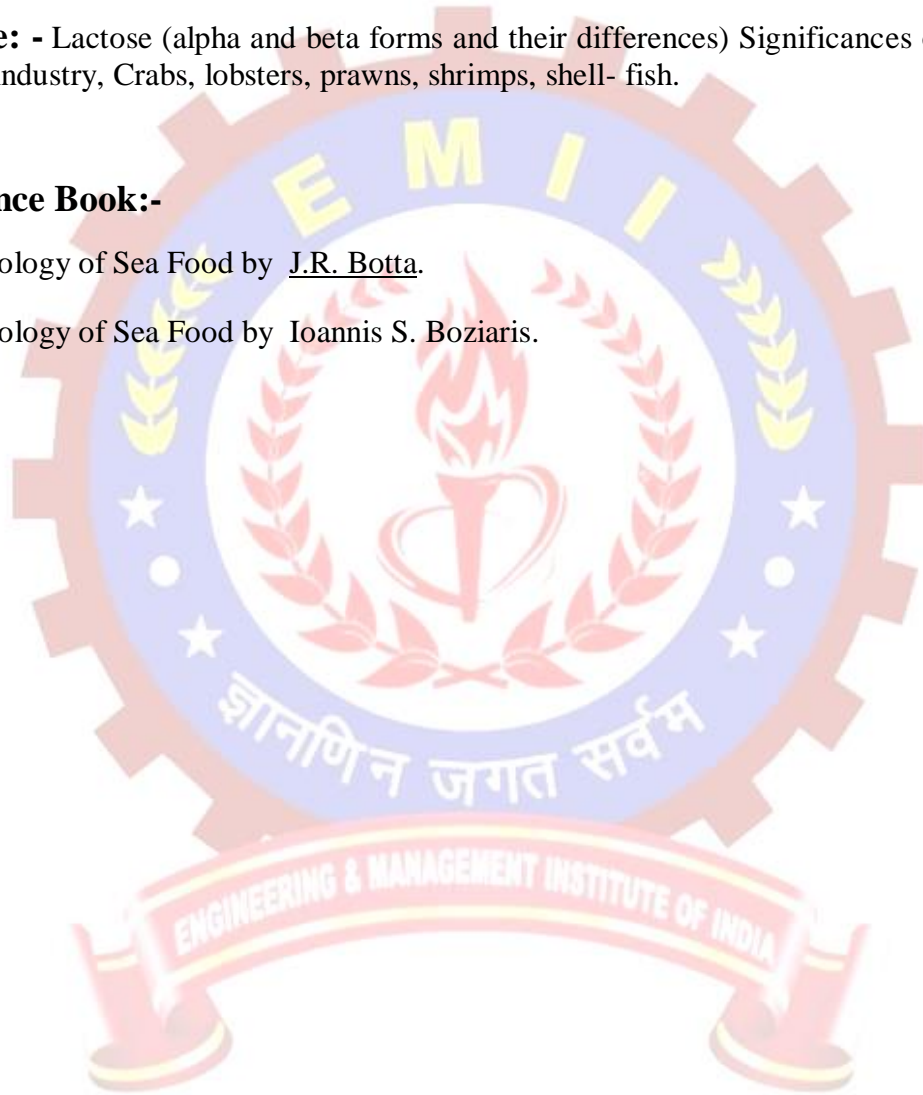 e: - Lactose (alpha and beta forms and their differences) Significances
industry, Crabs, lobsters, prawns, shrimps, shell- fish.
nce Book:-
ology of Sea Food by J.R. Botta.
ology of Sea Food by Ioannis S. Boziaris.
E M I I
ज्ञानणिन जगत सर्वम
ENGINEERING & MANAGEMENT INSTITUTE OF INDIA